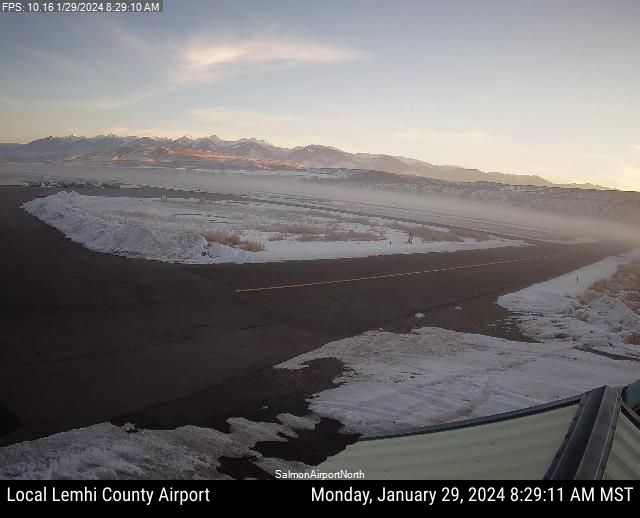 FPS: 10.16 1/29/2024 8:29:10 AM
SalmonAirportNorth
Local Lemhi County Airport Monday, January 29, 2024 8:29:11 AM MST